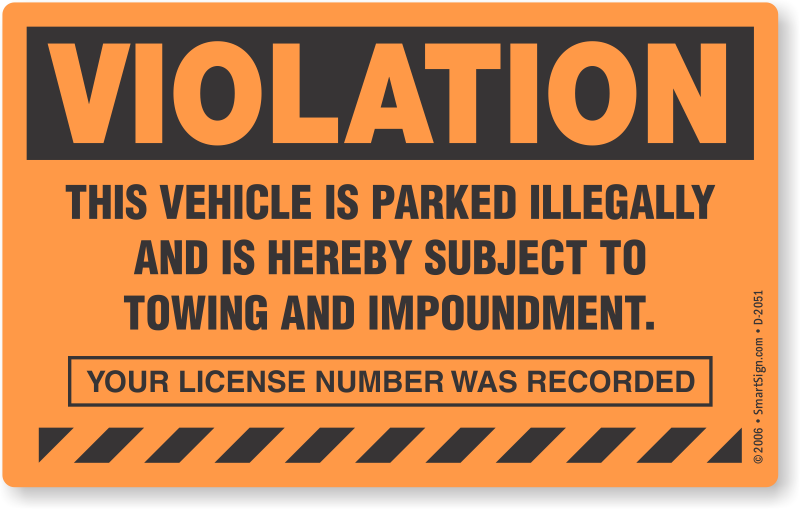 VIOLATION
THIS VEHICLE IS PARKED ILLEGALLY
AND IS HEREBY SUBJECT TO
TOWING AND IMPOUNDMENT.
YOUR LICENSE NUMBER WAS RECORDED
© 2006 • SmartSign.com • D-2051